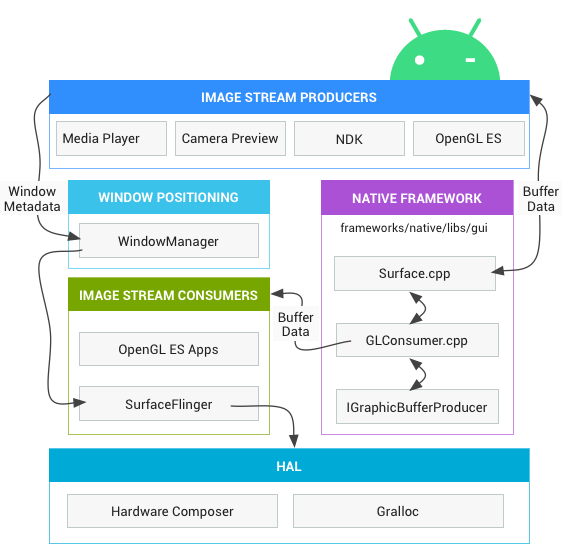 IMAGE STREAM PRODUCERS
Media Player
Camera Preview
NDK
OpenGL ES
Window
Metadata
Buffer
Data
WINDOW POSITIONING
WindowManager
NATIVE FRAMEWORK
frameworks/native/libs/gui
Surface.cpp
IMAGE STREAM CONSUMERS
Buffer
Data
GLConsumer.cpp
OpenGL ES Apps
SurfaceFlinger
IGraphicBufferProducer
HAL
Hardware Composer
Gralloc